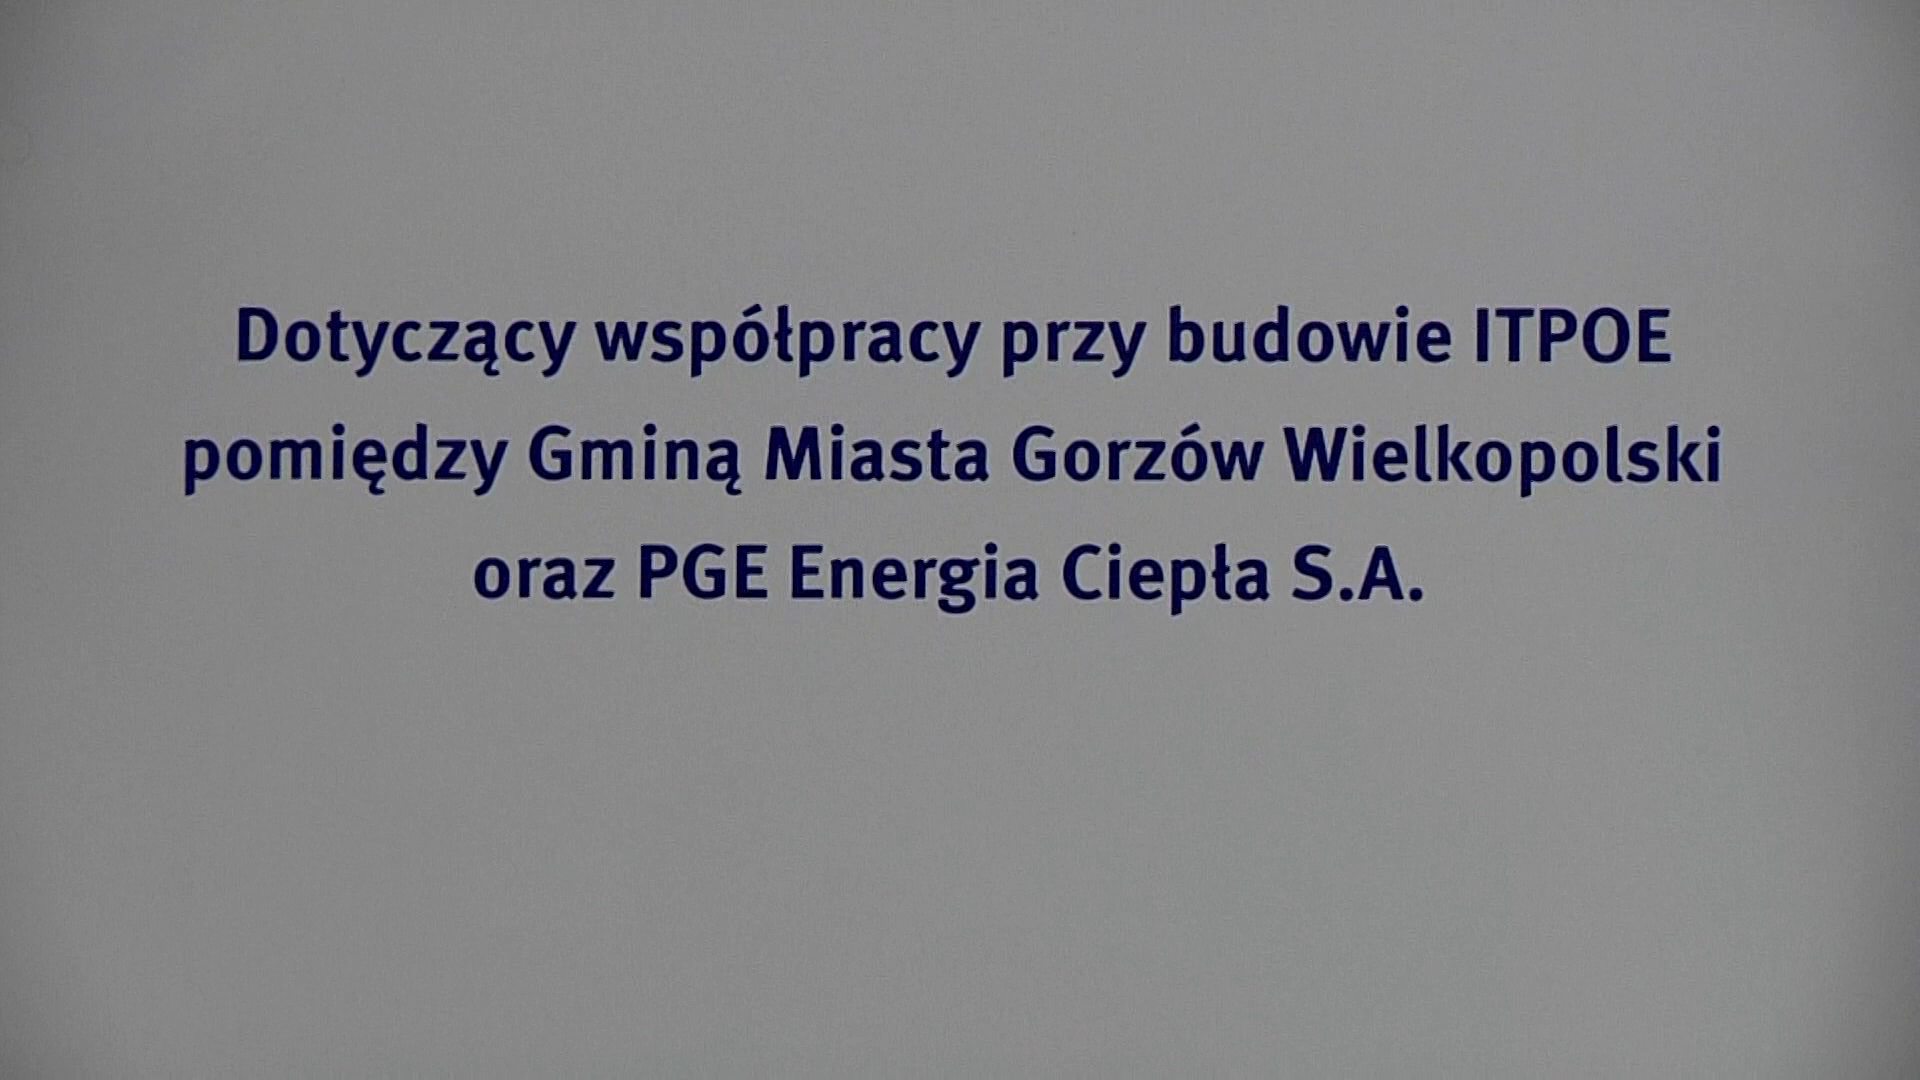 Dotyczący współpracy przy budowie ITPOE
pomiędzy Gminą Miasta Gorzów Wielkopolski
oraz PGE Energia Ciepła S.A.